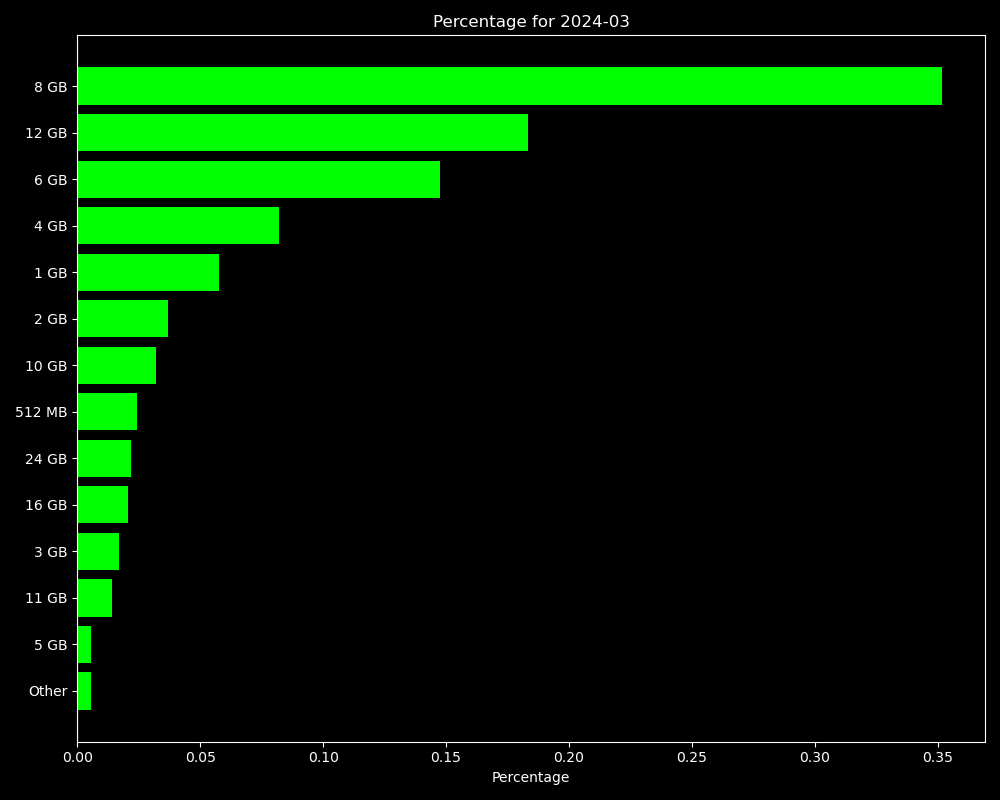 Percentage for 2024-03
8 GB
12 GB
6 GB
4 GB
1 GB
2 GB
10 GB
512 MB
24 GB
16 GB
3 GB
11 GB
5 GB
Other
0.00 0.05 0.10 0.15 0.20 0.25 0.30 0.35
Percentage